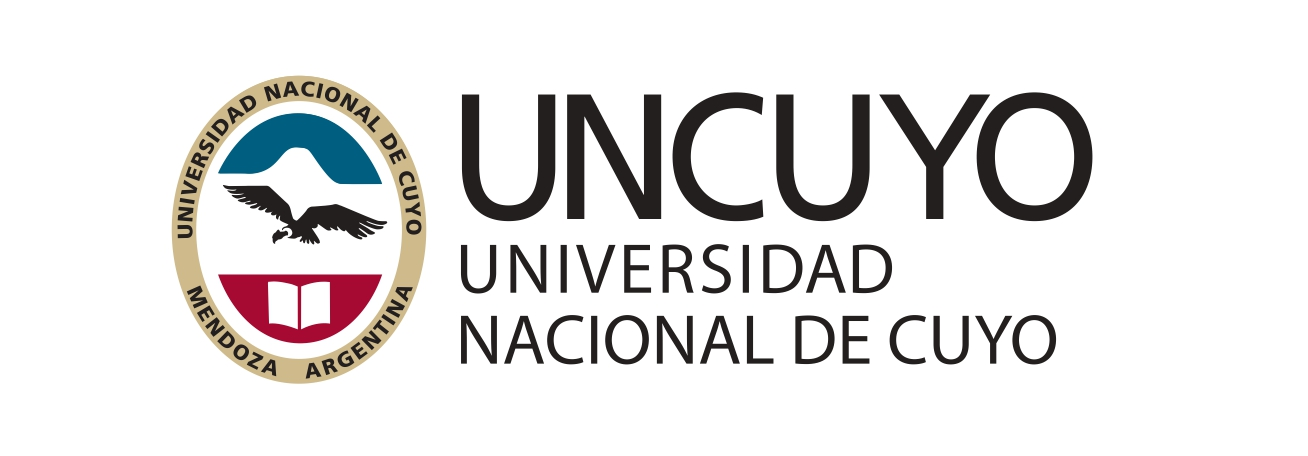 UNIVERSIDAD NACIONAL DE CUYO
MENDOZA ARGENTINA
UNCUYO
UNIVERSIDAD
NACIONAL DE CUYO